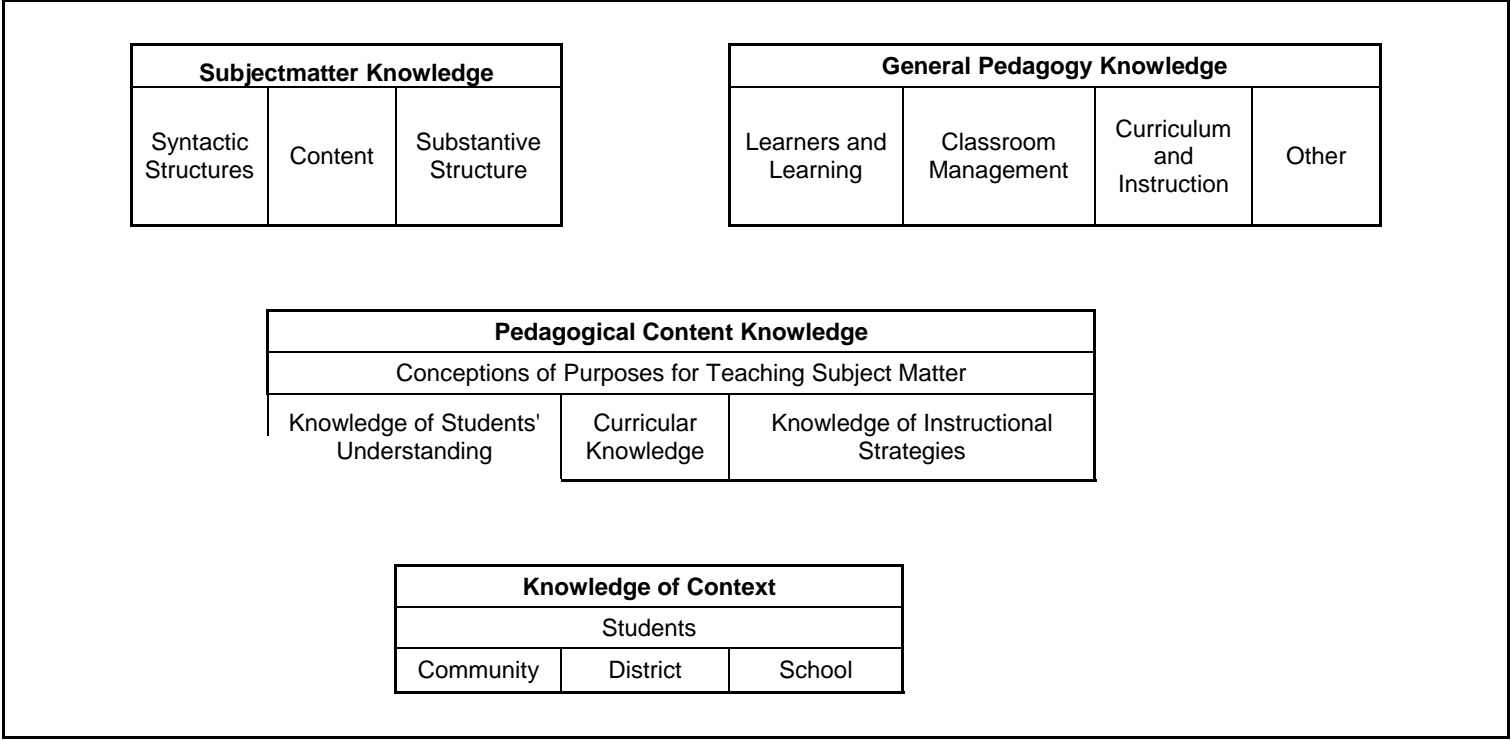 Subjectmatter Knowledge
Syntactic
Structures
Content
Substantive
Structure
General Pedagogy Knowledge
Learners and
Learning
Classroom
Management
Curriculum
and
Instruction
Other
Pedagogical Content Knowledge
Conceptions of Purposes for Teaching Subject Matter
Knowledge of Students'
Understanding
Curricular
Knowledge
Knowledge of Instructional
Strategies
Knowledge of Context
Students
Community
District
School